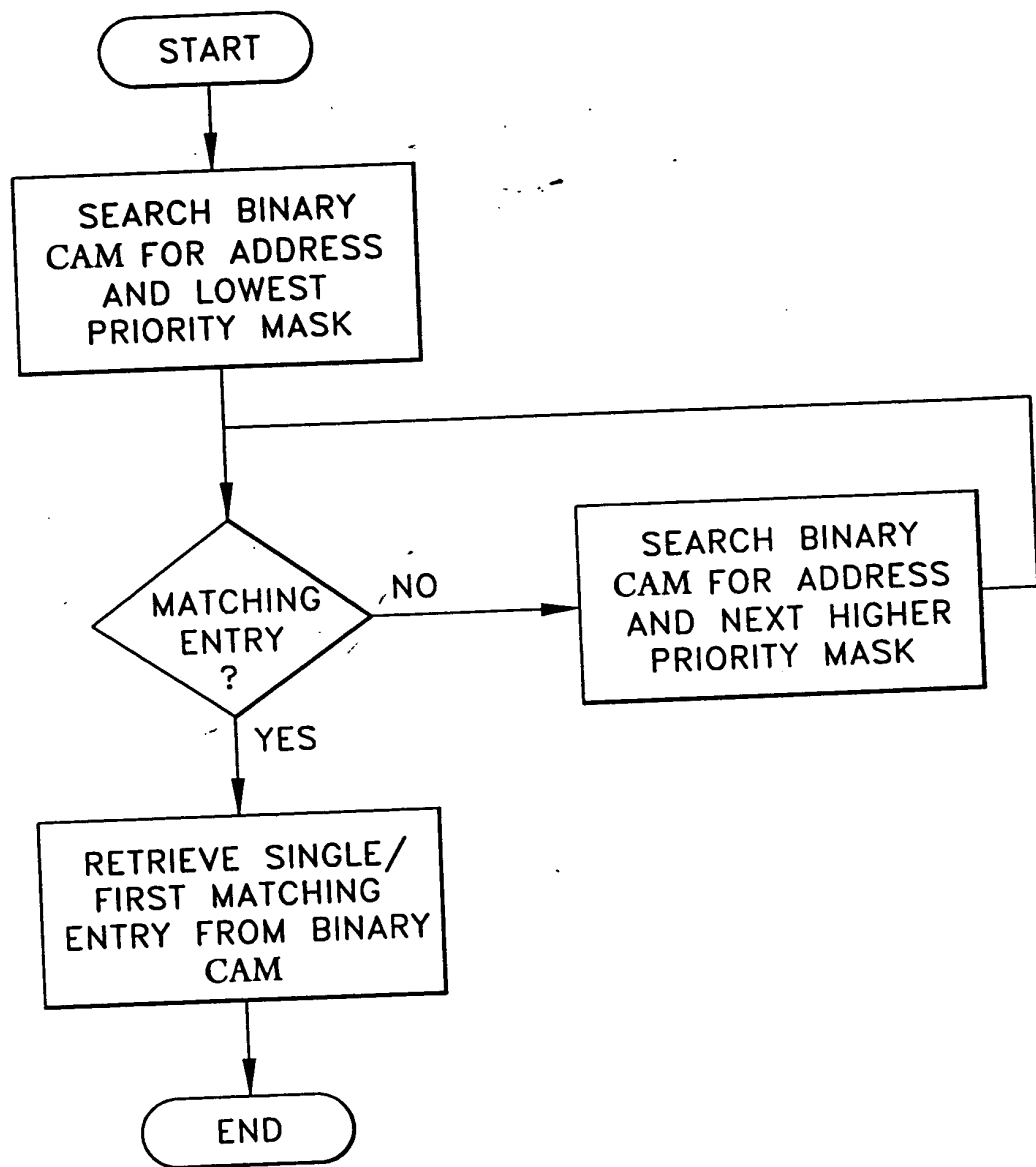 START
SEARCH BINARY
CAM FOR ADDRESS
AND LOWEST
PRIORITY MASK
MATCHING
ENTRY
?
NO
SEARCH BINARY
CAM FOR ADDRESS
AND NEXT HIGHER
PRIORITY MASK
YES
RETRIEVE SINGLE/
FIRST MATCHING
ENTRY FROM BINARY
CAM
END